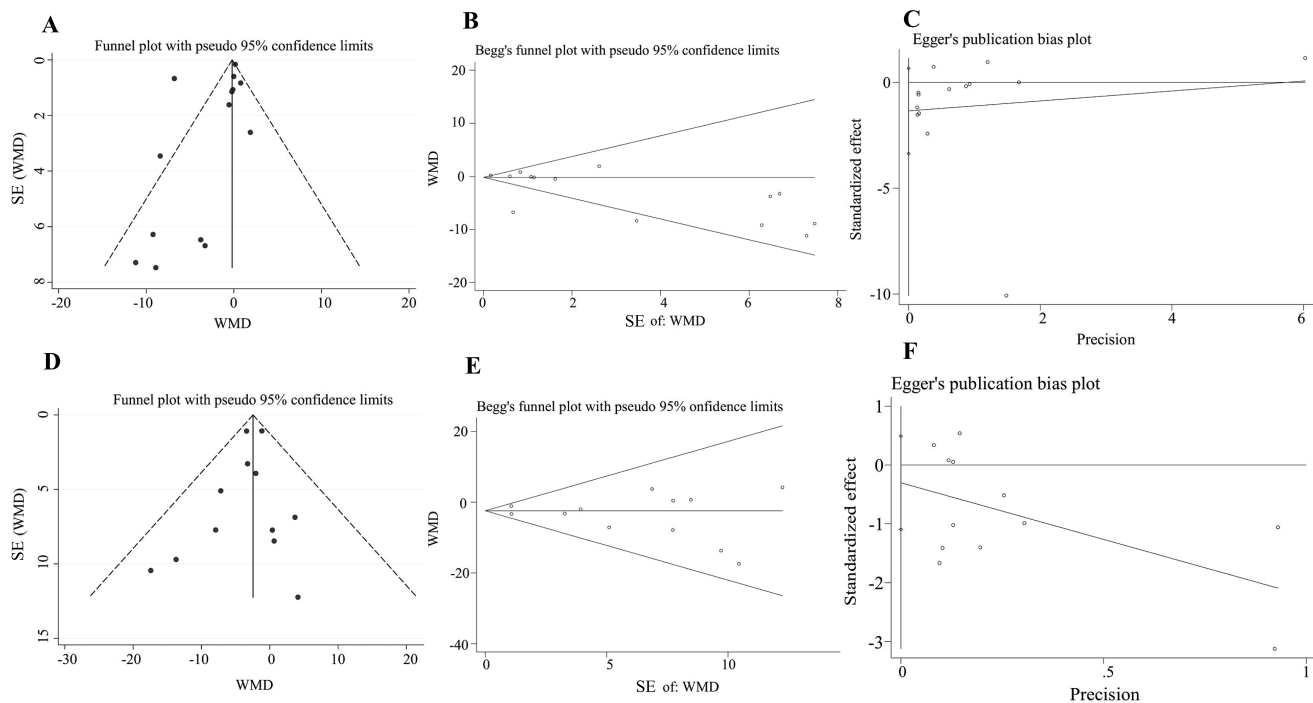 A
Funnel plot with pseudo 95% confidence limits
0
2
4
6
8
SE (WMD)
-20 -10 0 10 20
WMD
B
Begg's funnel plot with pseudo 95% confidence limits
20
10
0
-10
-20
WMD
0 2 4 6 8
SE of: WMD
C
Egger's publication bias plot
0
-5
-10
Standardized effect
0 2 4 6
Precision
D
Funnel plot with pseudo 95% confidence limits
0
5
10
15
SE (WMD)
-30 -20 -10 0 10 20
WMD
E
Begg's funnel plot with pseudo 95% onfidence limits
20
0
-20
-40
WMD
0 5 10
SE of: WMD
F
Egger's publication bias plot
1
0
-1
-2
-3
Standardized effect
0 .5 1
Precision